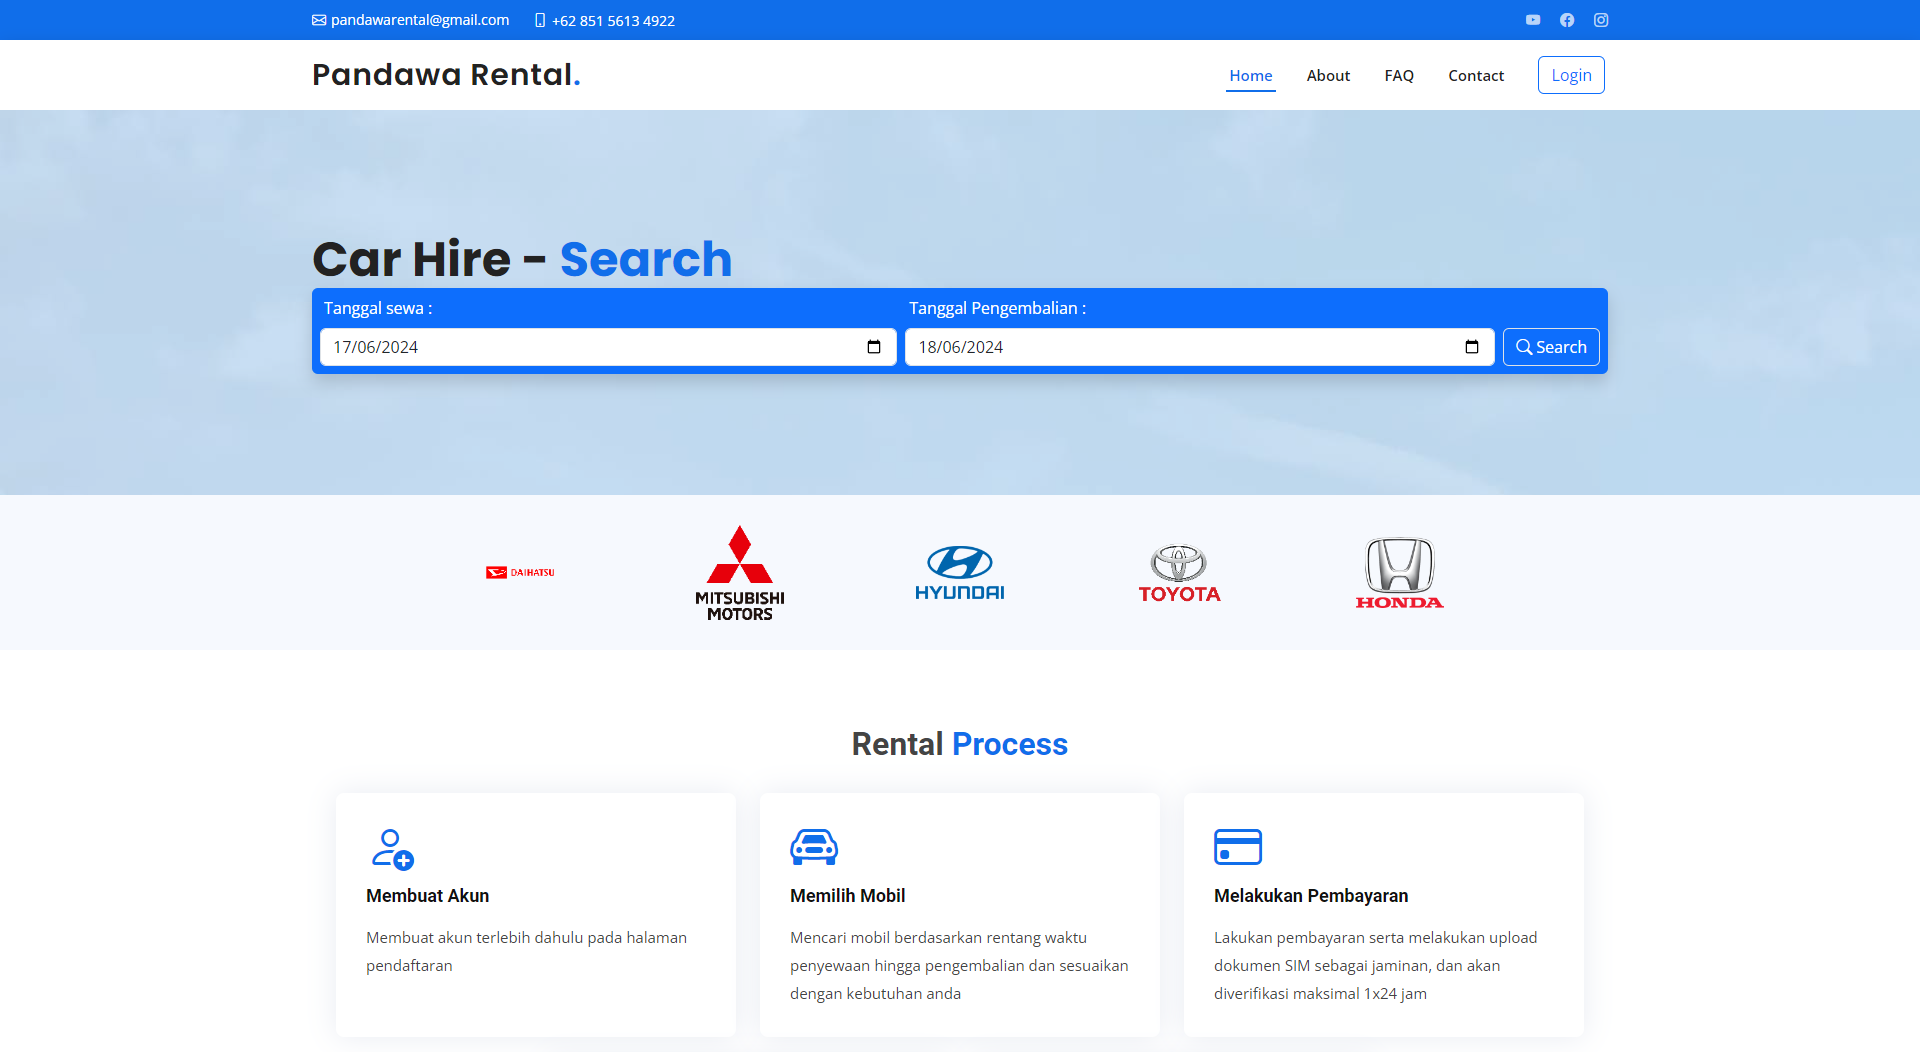 pandawarental@gmail.com +62 851 5613 4922
Pandawa Rental. Home About FAQ Contact Login
Car Hire - Search
Tanggal sewa : Tanggal Pengembalian :
17/06/2024 18/06/2024 Search
DAIHATSU
MITSUBISHI
MOTORS
HYUNDAI
TOYOTA
HONDA
Rental Process
Membuat Akun
Membuat akun terlebih dahulu pada halaman
pendaftaran
Memilih Mobil
Mencari mobil berdasarkan rentang waktu
penyewaan hingga pengembalian dan sesuaikan
dengan kebutuhan anda
Melakukan Pembayaran
Lakukan pembayaran serta melakukan upload
dokumen SIM sebagai jaminan, dan akan
diverifikasi maksimal 1x24 jam